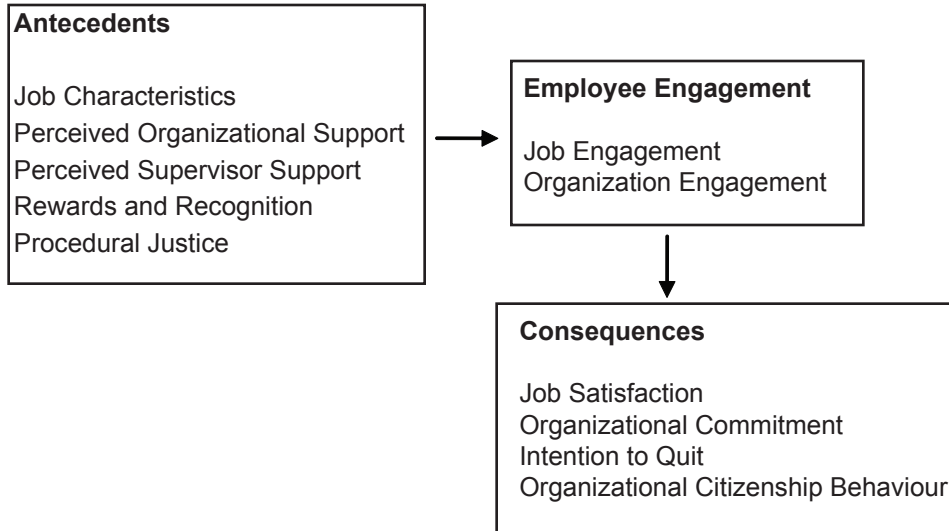 Antecedents
Job Characteristics
Perceived Organizational Support
Perceived Supervisor Support
Rewards and Recognition
Procedural Justice
Employee Engagement
Job Engagement
Organization Engagement
Consequences
Job Satisfaction
Organizational Commitment
Intention to Quit
Organizational Citizenship Behaviour